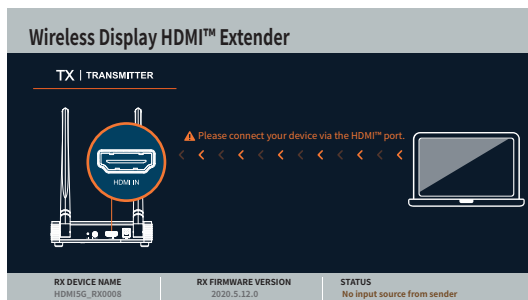 Wireless Display HDMI™ Extender
TX | TRANSMITTER
Please connect your device via the HDMI™ port.
HDMI IN
RX DEVICE NAME
HDMI5G_RX0008
RX FIRMWARE VERSION
2020.5.12.0
STATUS
No input source from sender